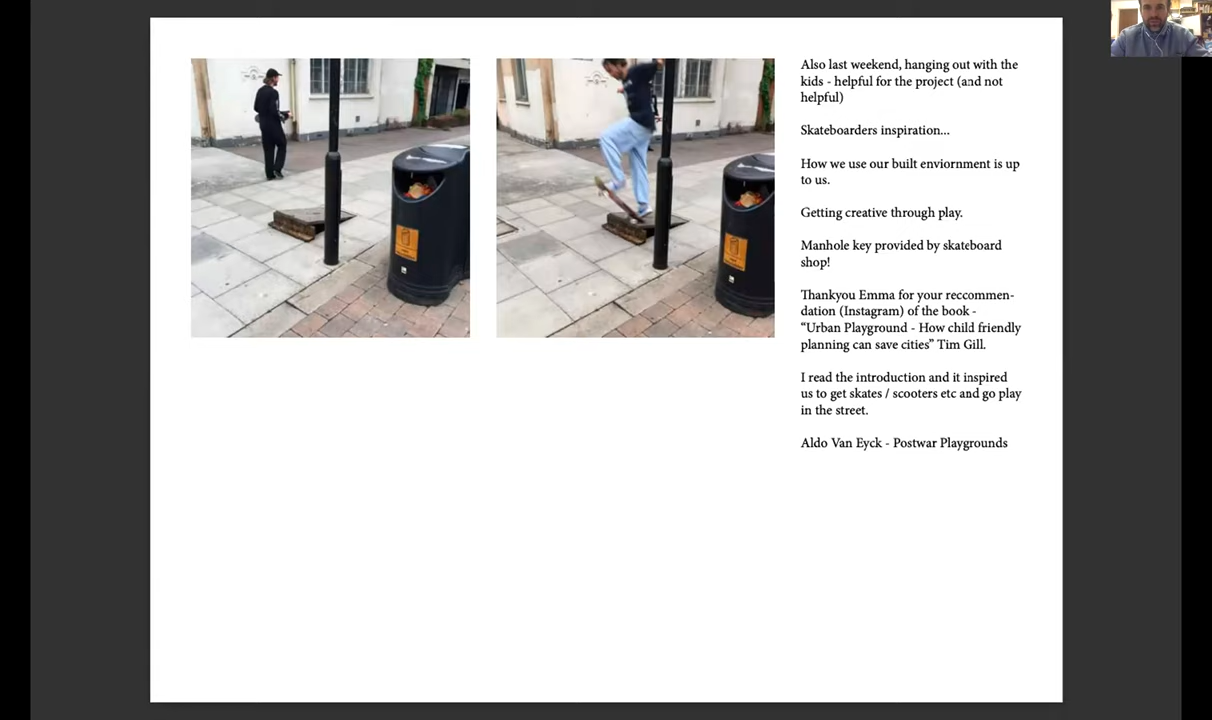 Also last weekend, hanging out with the
kids - helpful for the project (and not
helpful)
Skateboarders inspiration...
How we use our built enviornment is up
to us.
Getting creative through play.
Manhole key provided by skateboard
shop!
Thankyou Emma for your reccommen-
dation (Instagram) of the book -
“Urban Playground - How child friendly
planning can save cities” Tim Gill.
I read the introduction and it inspired
us to get skates / scooters etc and go play
in the street.
Aldo Van Eyck - Postwar Playgrounds